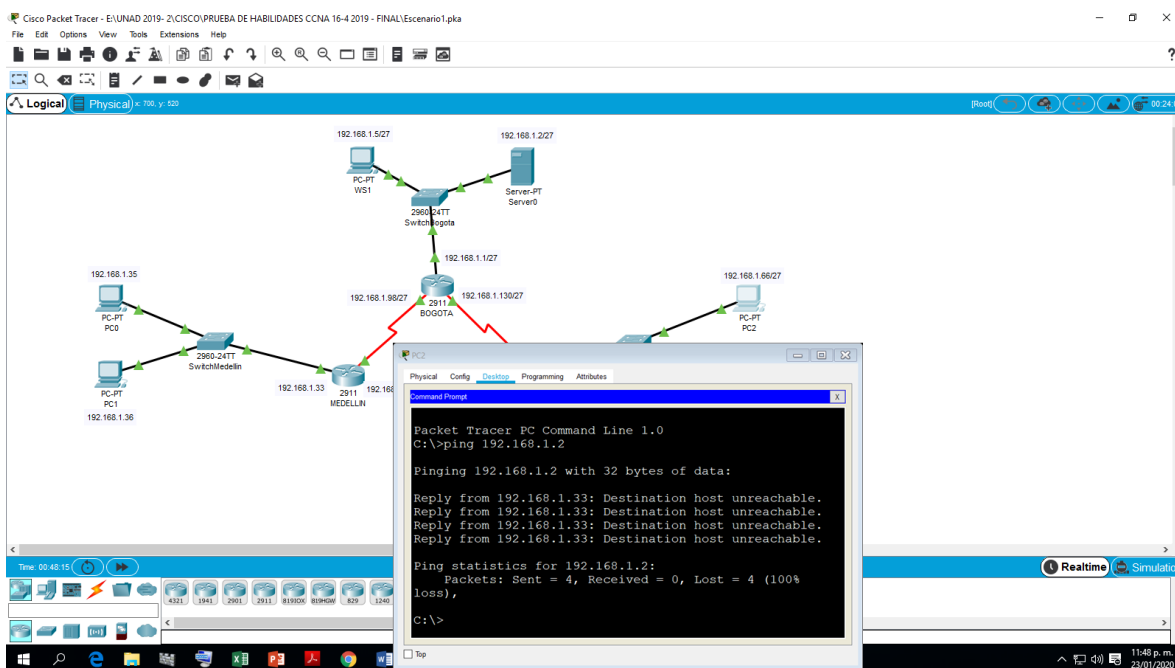 Cisco Packet Tracer - E:\UNAD 2019- 2\CISCO\PRUEBA DE HABILIDADES CCNA 16-4 2019 - FINAL\Escenario1.pka
File Edit Options View Tools Extensions Help
Logical Physical x: 700, y: 520 [Root] 00:24:
192.168.1.5/27 192.168.1.2/27
PC-PT
WS1
Server-PT
Server0
2960-24TT
SwitchBogota
192.168.1.1/27
192.168.1.35
192.168.1.66/27
192.168.1.98/27 192.168.1.130/27
2911
BOGOTA
PC-PT
PC0
PC-PT
PC2
2960-24TT
SwitchMedellin
192.168.1.33
2911
MEDELLIN
192.168
PC-PT
PC1
192.168.1.36
PC2
Physical Config Desktop Programming Attributes
Command Prompt X
Packet Tracer PC Command Line 1.0
C:\>ping 192.168.1.2
Pinging 192.168.1.2 with 32 bytes of data:
Reply from 192.168.1.33: Destination host unreachable.
Reply from 192.168.1.33: Destination host unreachable.
Reply from 192.168.1.33: Destination host unreachable.
Reply from 192.168.1.33: Destination host unreachable.
Ping statistics for 192.168.1.2:
Packets: Sent = 4, Received = 0, Lost = 4 (100%
loss),
C:\>
Top
Time: 00:48:15
Realtime Simulatio
4321 1941 2901 2911 819IOX 819HGW 829 1240
11:48 p. m.
23/01/2020